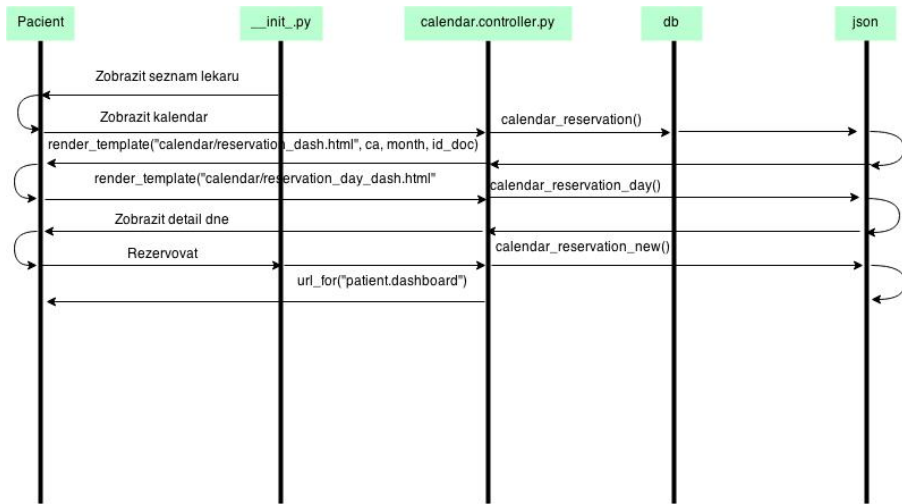 Pacient
__init_.py
calendar.controller.py
db
json
Zobrazit seznam lekaru
Zobrazit kalendar
calendar_reservation()
render_template("calendar/reservation_dash.html", ca, month, id_doc)
render_template("calendar/reservation_day_dash.html"
calendar_reservation_day()
Zobrazit detail dne
Rezervovat
calendar_reservation_new()
url_for("patient.dashboard")